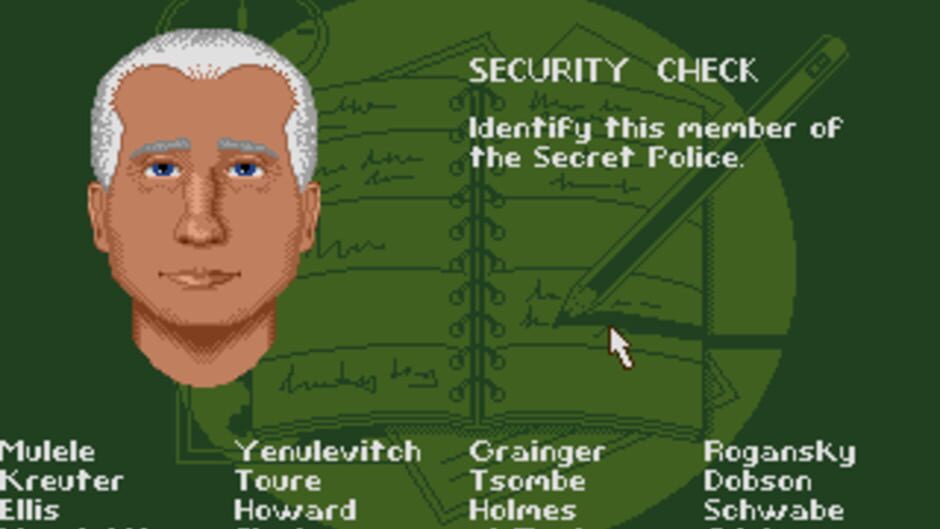 SECURITY CHECK
Identify this member of
the Secret Police.
Mulele Yenulevitch Grainger Rogansky
Kreuter Toure Tsombe Dobson
Ellis Howard Holmes Schwabe